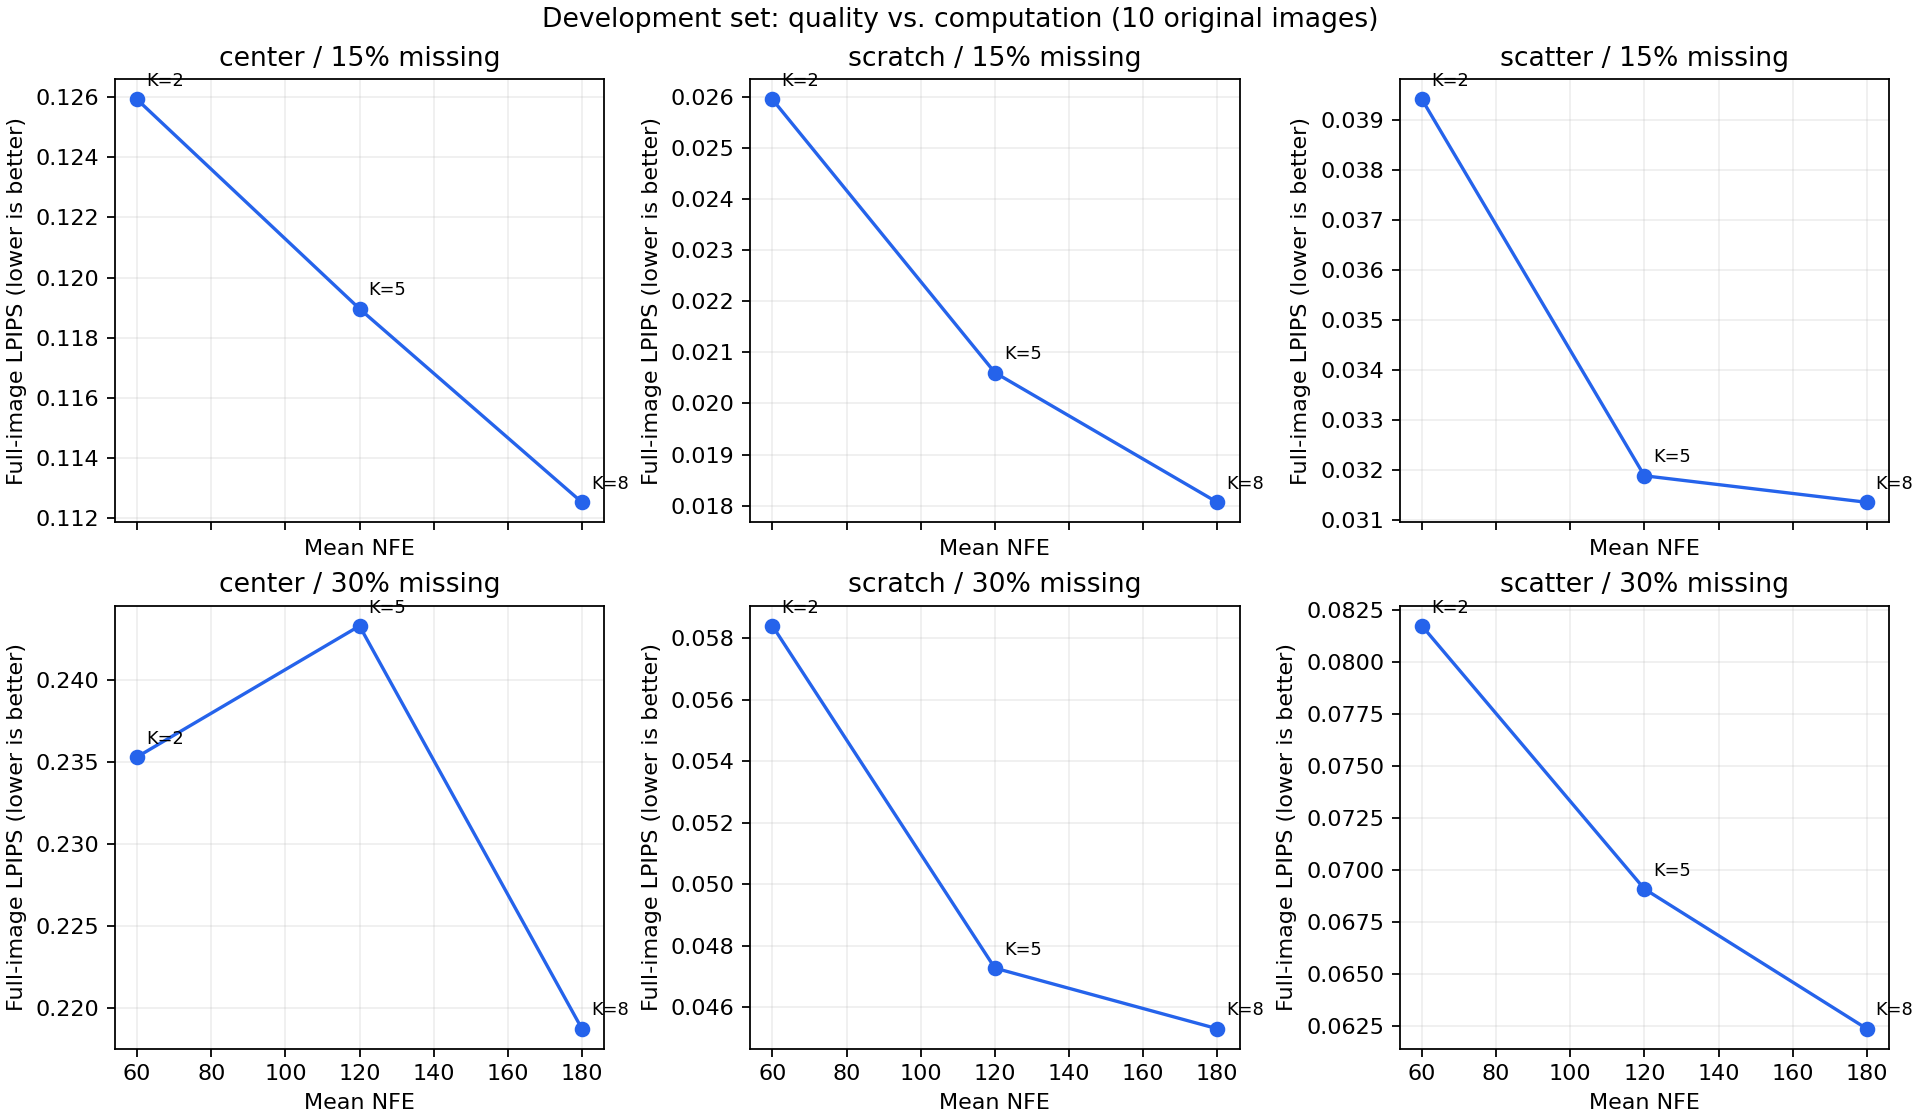 Development set: quality vs. computation (10 original images)
center / 15% missing
Full-image LPIPS (lower is better)
0.126
0.124
0.122
0.120
0.118
0.116
0.114
0.112
K=2
K=5
K=8
Mean NFE
scratch / 15% missing
Full-image LPIPS (lower is better)
0.026
0.025
0.024
0.023
0.022
0.021
0.020
0.019
0.018
K=2
K=5
K=8
Mean NFE
scatter / 15% missing
Full-image LPIPS (lower is better)
0.039
0.038
0.037
0.036
0.035
0.034
0.033
0.032
0.031
K=2
K=5
K=8
Mean NFE
center / 30% missing
Full-image LPIPS (lower is better)
0.240
0.235
0.230
0.225
0.220
K=2
K=5
K=8
60 80 100 120 140 160 180
Mean NFE
scratch / 30% missing
Full-image LPIPS (lower is better)
0.058
0.056
0.054
0.052
0.050
0.048
0.046
K=2
K=5
K=8
60 80 100 120 140 160 180
Mean NFE
scatter / 30% missing
Full-image LPIPS (lower is better)
0.0825
0.0800
0.0775
0.0750
0.0725
0.0700
0.0675
0.0650
0.0625
K=2
K=5
K=8
60 80 100 120 140 160 180
Mean NFE